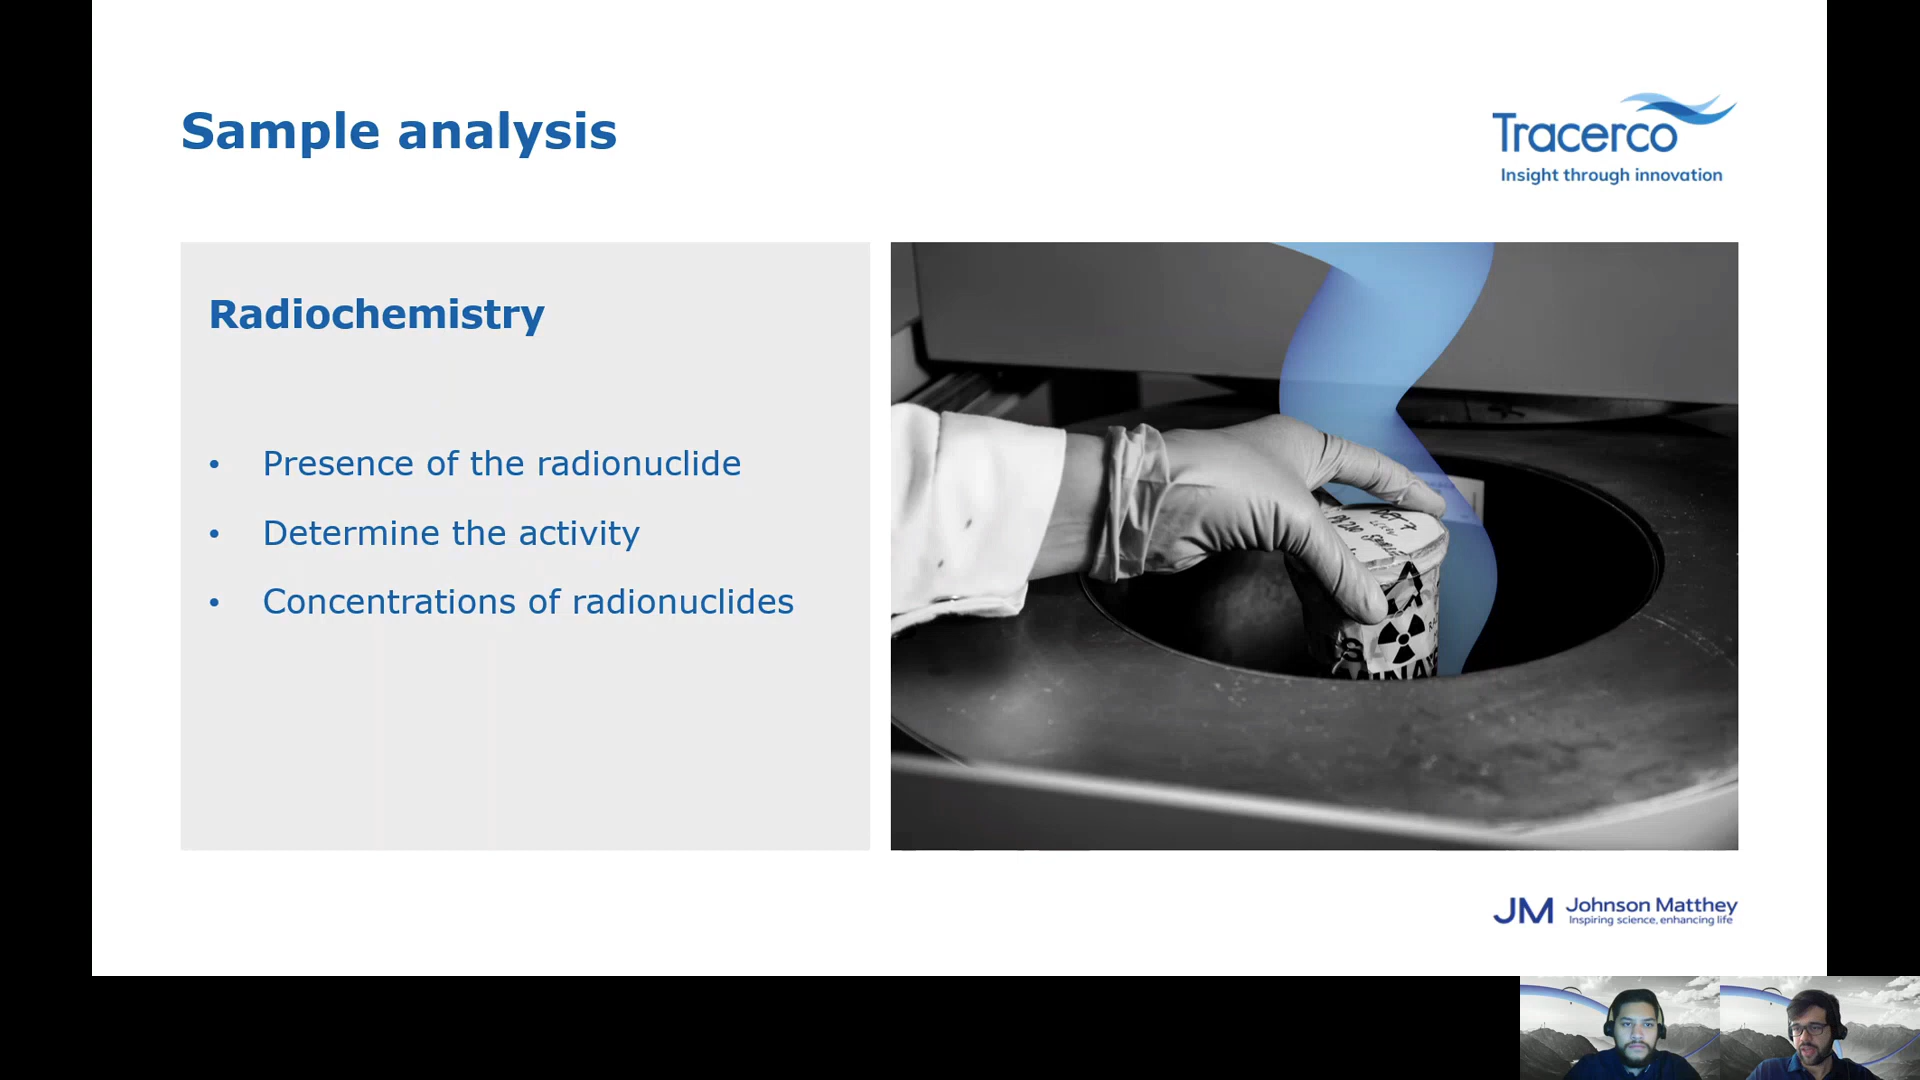 Sample analysis
Tracerco
Insight through innovation
Radiochemistry
• Presence of the radionuclide
• Determine the activity
• Concentrations of radionuclides
JM Johnson Matthey
Inspiring science, enhancing life